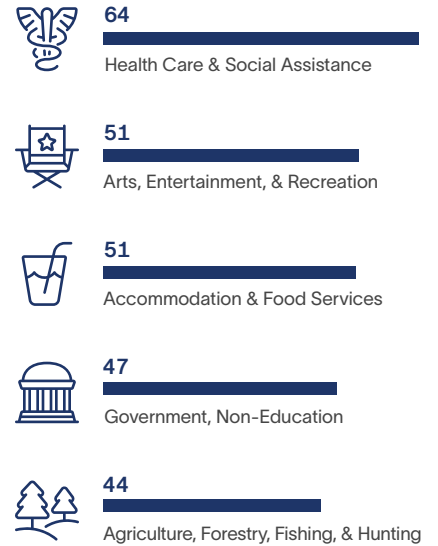 64
Health Care & Social Assistance
51
Arts, Entertainment, & Recreation
51
Accommodation & Food Services
47
Government, Non-Education
44
Agriculture, Forestry, Fishing, & Hunting